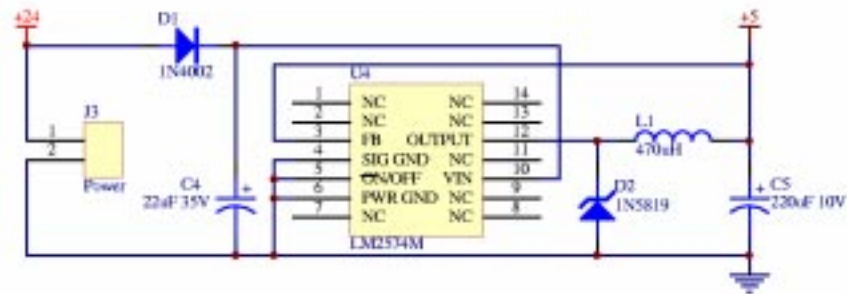 +24
D1
1N4002
+5
U4
1 NC NC 14
2 NC NC 13
3 FB OUTPUT 12
4 SIG GND NC 11
5 ON/OFF VIN 10
6 PWR GND NC 9
7 NC NC 8
LM2574M
J3
1
2
Power
C4
22uF 35V
L1
470uH
D2
1N5819
C5
220uF 10V